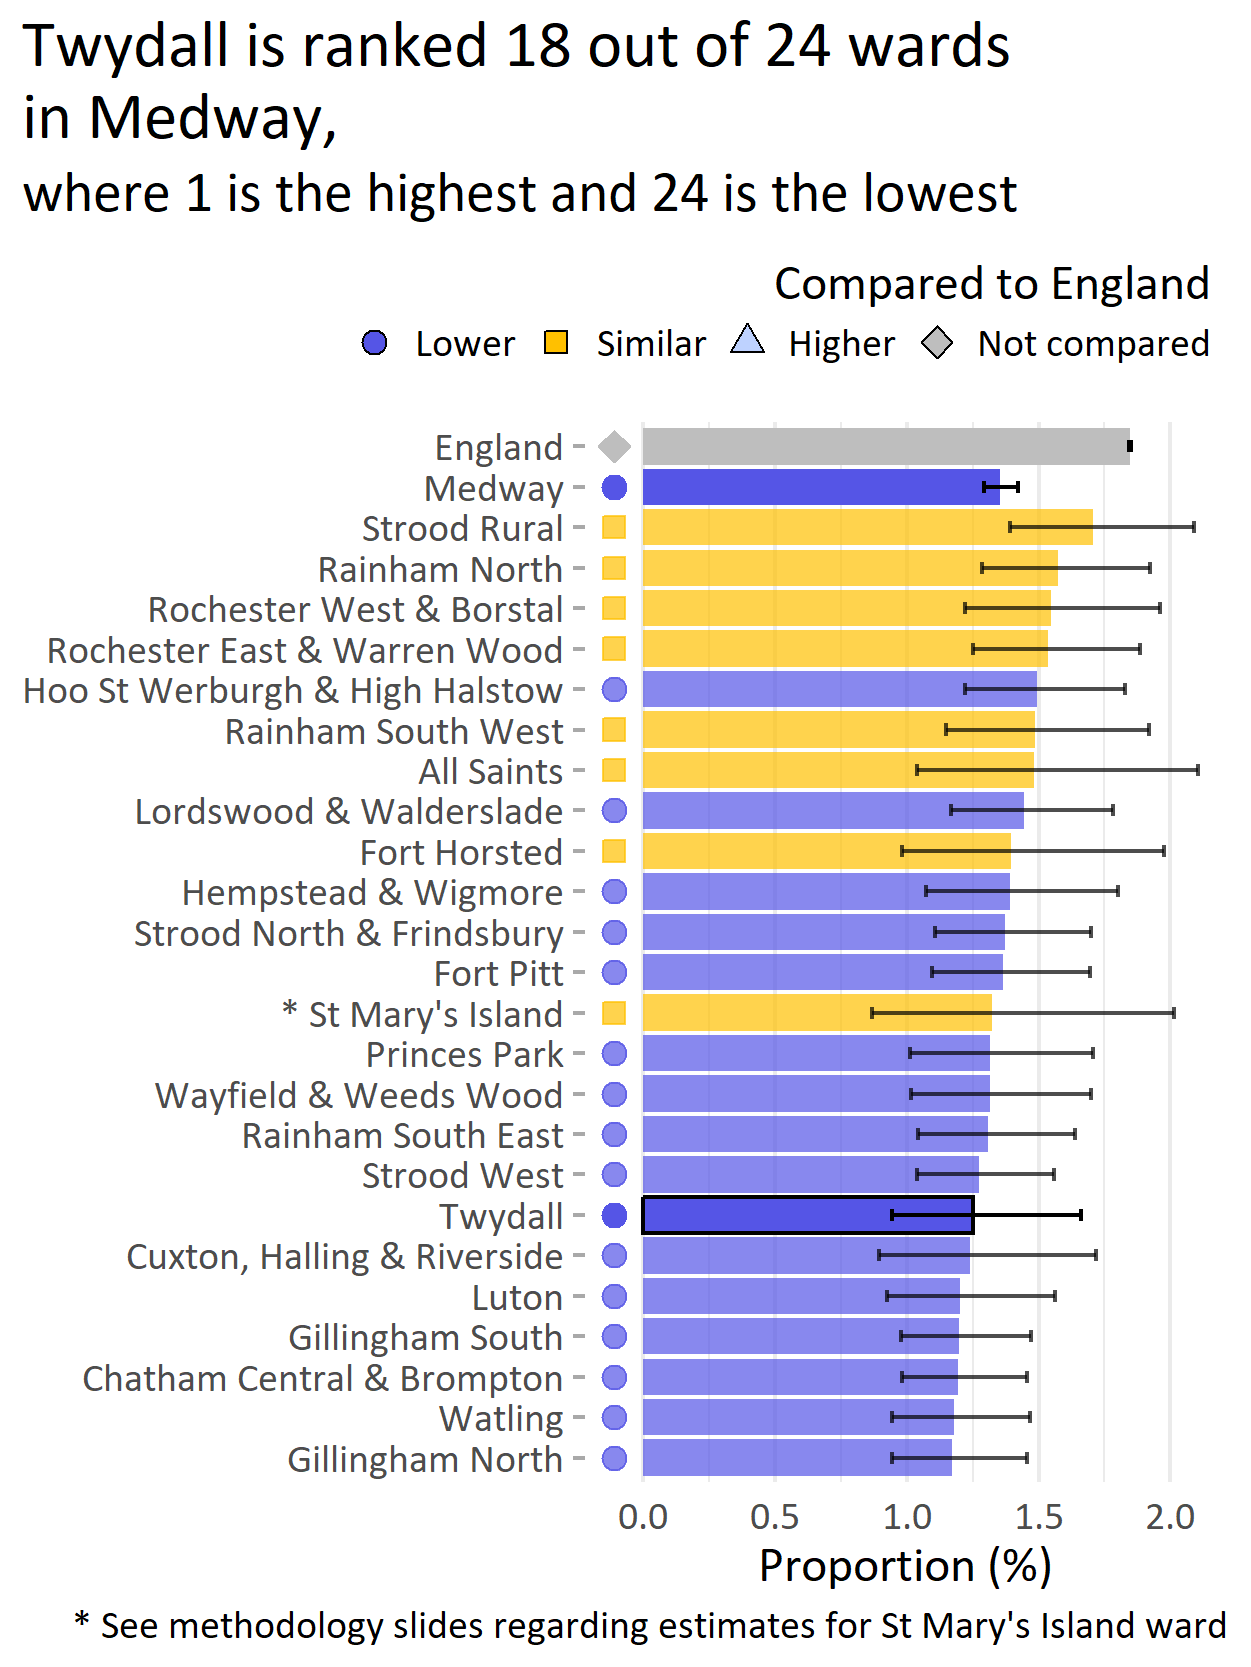 Twydall is ranked 18 out of 24 wards
in Medway,
where 1 is the highest and 24 is the lowest
Compared to England
Lower Similar Higher Not compared
England
Medway
Strood Rural
Rainham North
Rochester West & Borstal
Rochester East & Warren Wood
Hoo St Werburgh & High Halstow
Rainham South West
All Saints
Lordswood & Walderslade
Fort Horsted
Hempstead & Wigmore
Strood North & Frindsbury
Fort Pitt
* St Mary's Island
Princes Park
Wayfield & Weeds Wood
Rainham South East
Strood West
Twydall
Cuxton, Halling & Riverside
Luton
Gillingham South
Chatham Central & Brompton
Watling
Gillingham North
0.0 0.5 1.0 1.5 2.0
Proportion (%)
* See methodology slides regarding estimates for St Mary's Island ward